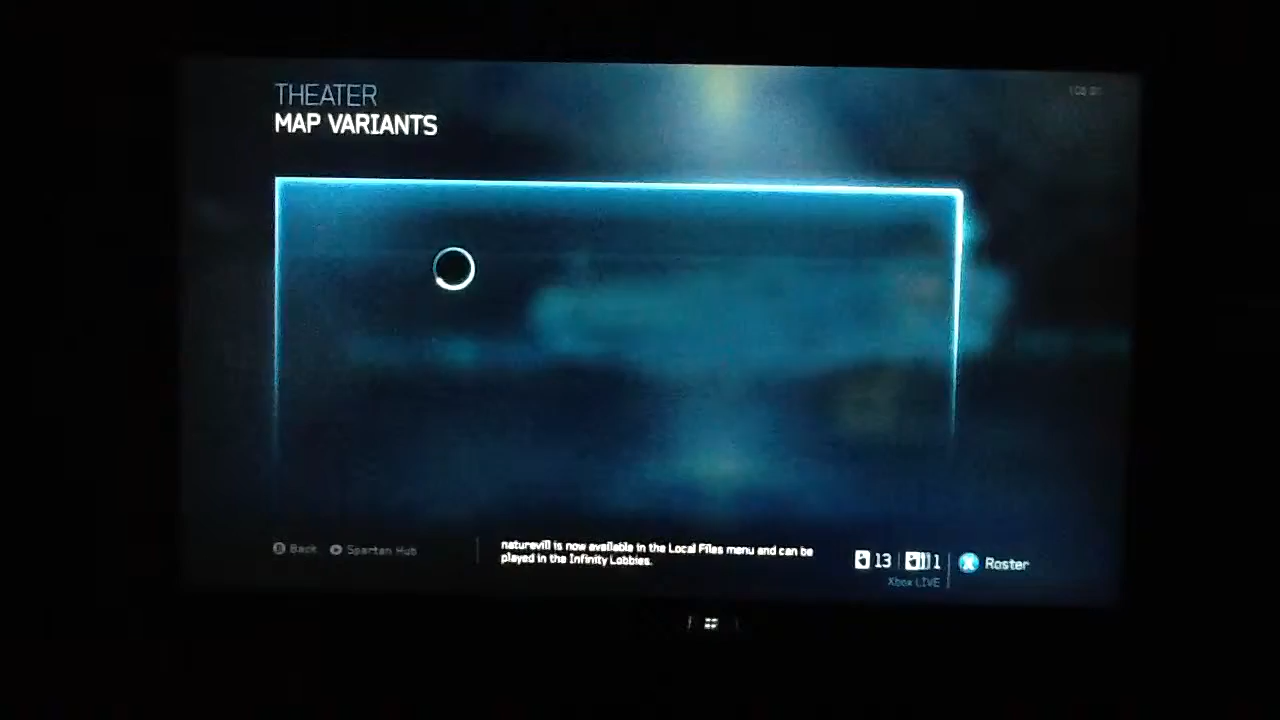 THEATER
MAP VARIANTS
B Back Spartan Hub
naturevill is now available in the Local Files menu and can be
played in the Infinity Lobbies.
13 1 X Roster
Xbox LIVE